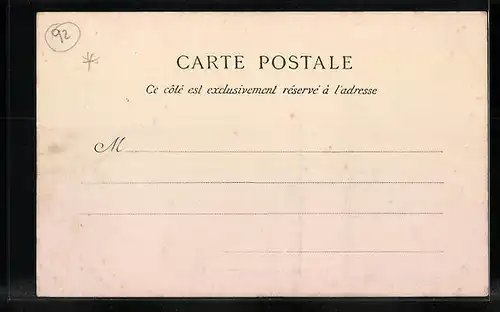 92
*
CARTE POSTALE
Ce côté est exclusivement réservé à l'adresse
M